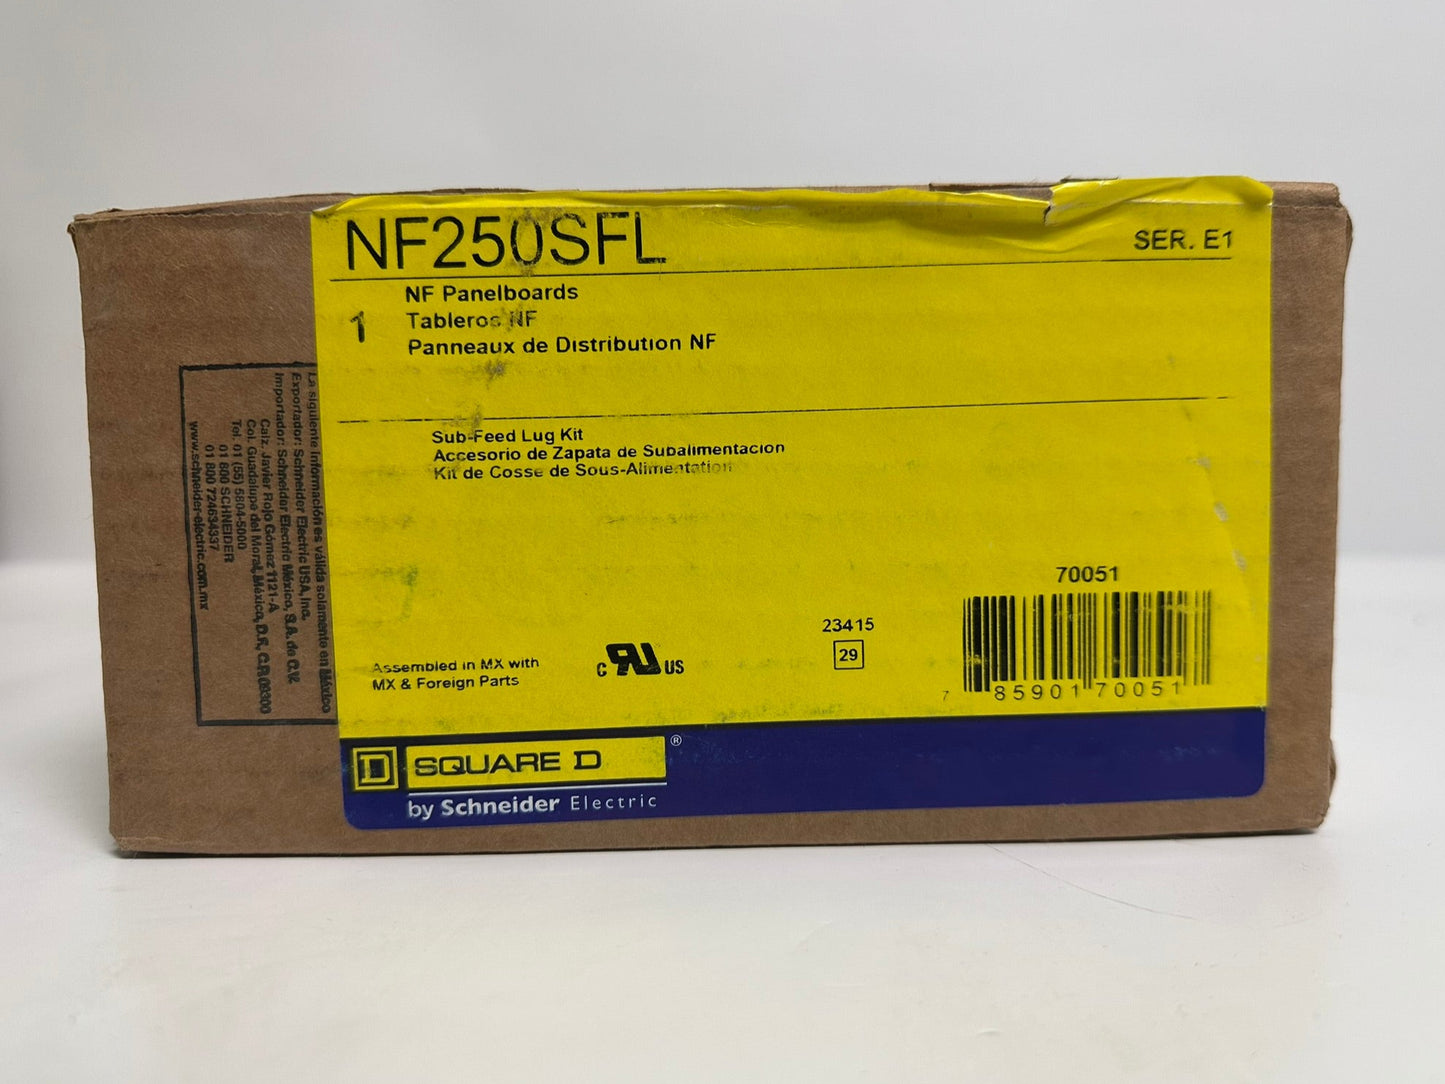 NF250SFL
SER. E1
1
NF Panelboards
Tableros NF
Panneaux de Distribution NF
Sub-Feed Lug Kit
Accesorio de Zapata de Subalimentacion
Kit de Cosse de Sous-Alimentation
70051
23415
29
Assembled in MX with
MX & Foreign Parts
c RU US
7 85901 70051
D SQUARE D ®
by Schneider Electric
La siguiente información es válida solamente en México
Exportador: Schneider Electric USA, Inc.
Importador: Schneider Electric México, S.A. de C.V.
Calz. Javier Rojo Gómez 1121-A
Col. Guadalupe del Moral, México, D.F., C.P. 09300
Tel. 01 (55) 5804-5000
01 800 SCHNEIDER
01 800 724634337
www.schneider-electric.com.mx